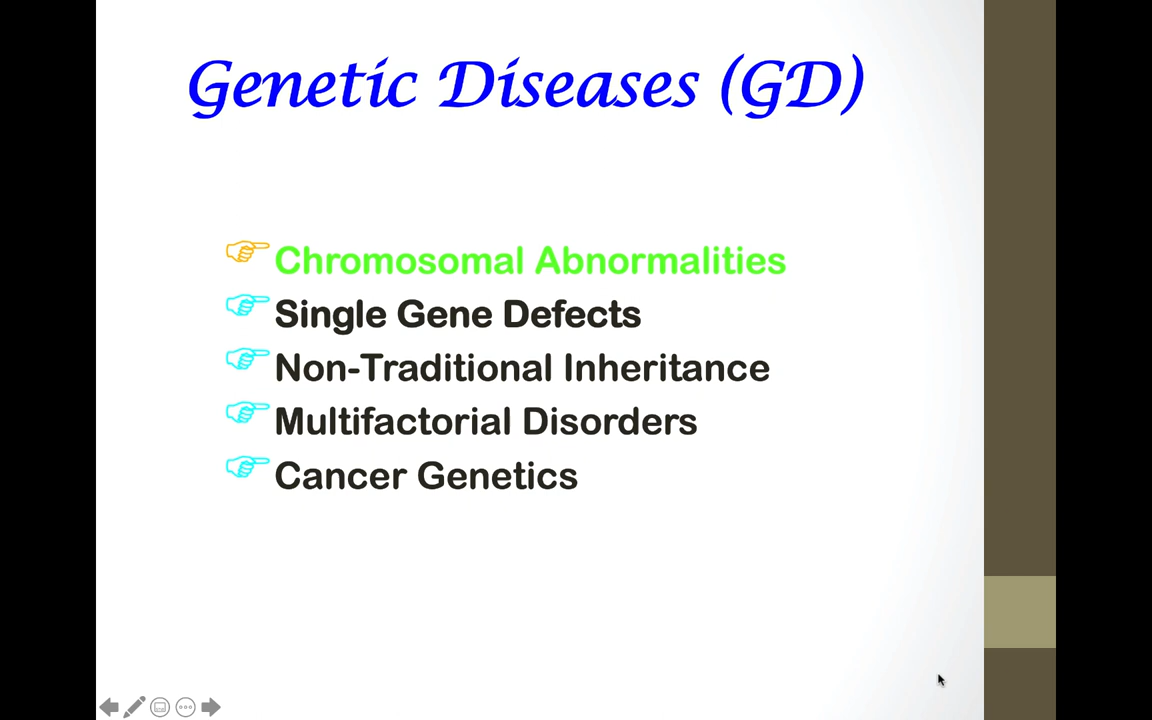 Genetic Diseases (GD)
Chromosomal Abnormalities
Single Gene Defects
Non-Traditional Inheritance
Multifactorial Disorders
Cancer Genetics